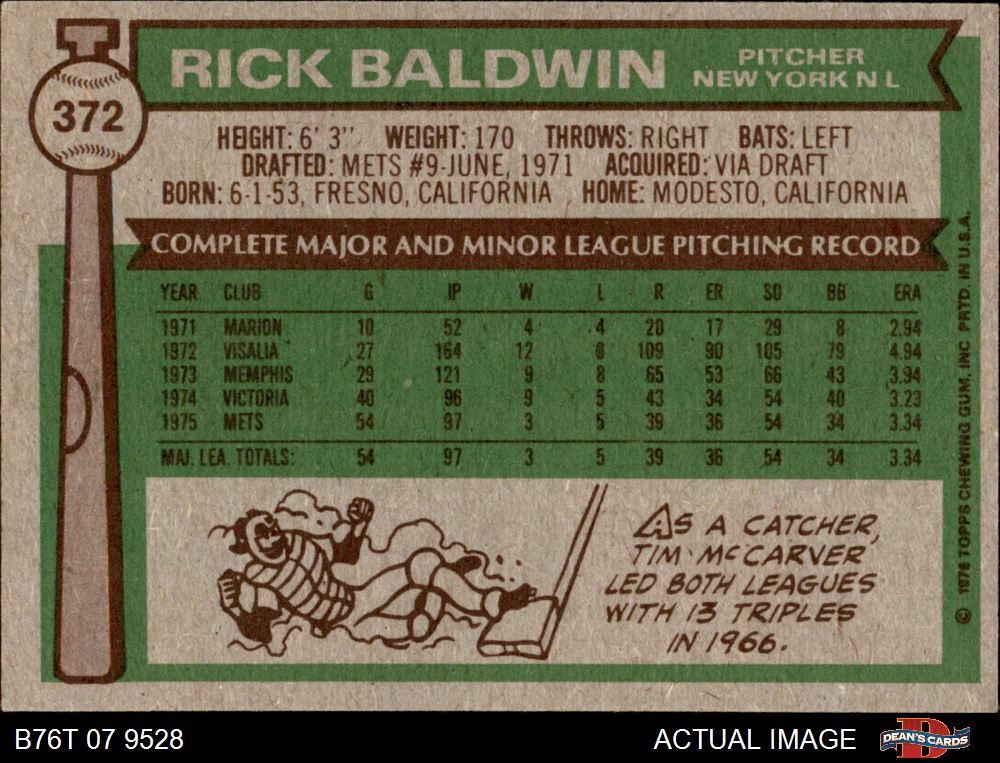 RICK BALDWIN
PITCHER
NEW YORK N L
372
HEIGHT: 6' 3" WEIGHT: 170 THROWS: RIGHT BATS: LEFT
DRAFTED: METS #9-JUNE, 1971 ACQUIRED: VIA DRAFT
BORN: 6-1-53, FRESNO, CALIFORNIA HOME: MODESTO, CALIFORNIA
COMPLETE MAJOR AND MINOR LEAGUE PITCHING RECORD
YEAR CLUB G IP W L R ER SO BB ERA
1971 MARION 10 52 4 4 20 17 29 8 2.94
1972 VISALIA 27 164 12 8 109 90 105 79 4.94
1973 MEMPHIS 29 121 9 8 65 53 66 43 3.94
1974 VICTORIA 40 96 9 5 43 34 54 40 3.23
1975 METS 54 97 3 5 39 36 54 34 3.34
MAJ. LEA. TOTALS: 54 97 3 5 39 36 54 34 3.34
AS A CATCHER,
TIM McCARVER
LED BOTH LEAGUES
WITH 13 TRIPLES
IN 1966.
© 1976 TOPPS CHEWING GUM, INC PRTD. IN U.S.A.
B76T 07 9528
ACTUAL IMAGE
D
DEAN'S CARDS